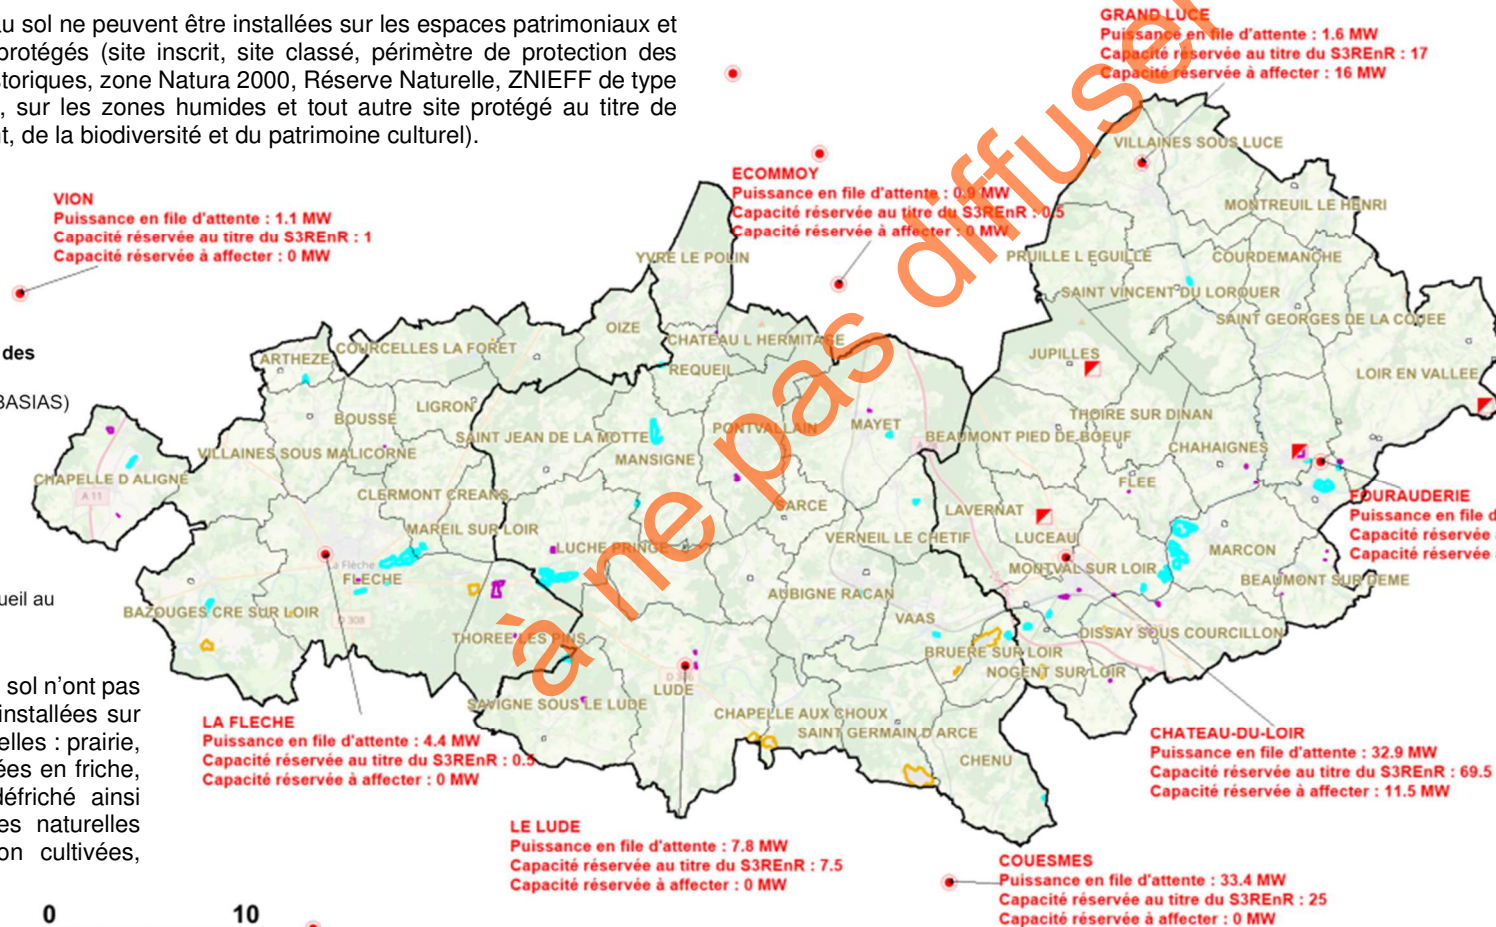 au sol ne peuvent être installées sur les espaces patrimoniaux et
protégés (site inscrit, site classé, périmètre de protection des
storiques, zone Natura 2000, Réserve Naturelle, ZNIEFF de type
, sur les zones humides et tout autre site protégé au titre de
nt, de la biodiversité et du patrimoine culturel).
GRAND LUCE
Puissance en file d'attente : 1.6 MW
Capacité réservée au titre du S3REnR : 17
Capacité réservée à affecter : 16 MW
VION
Puissance en file d'attente : 1.1 MW
Capacité réservée au titre du S3REnR : 1
Capacité réservée à affecter : 0 MW
ECOMMOY
Puissance en file d'attente : 0.9 MW
Capacité réservée au titre du S3REnR : 0.5
Capacité réservée à affecter : 0 MW
à ne pas diffuser
VILLAINES SOUS LUCE
MONTREUIL LE HENRI
YVRE LE POLIN
PRUILLE L EGUILLE
COURDEMANCHE
SAINT VINCENT DU LOROUER
SAINT GEORGES DE LA COUEE
OIZE
CHATEAU L HERMITAGE
des
ARTHEZE
COURCELLES LA FORET
REQUEIL
JUPILLES
LOIR EN VALLEE
BASIAS)
BOUSSE
LIGRON
SAINT JEAN DE LA MOTTE
PONTVALLAIN
MAYET
THOIRE SUR DINAN
BEAUMONT PIED DE BOEUF
CHAHAIGNES
VILLAINES SOUS MALICORNE
MANSIGNE
CHAPELLE D ALIGNE
A 11
CLERMONT CREANS
SARCE
FLEE
LAVERNAT
MAREIL SUR LOIR
VERNEIL LE CHETIF
LUCEAU
FOURAUDERIE
Puissance en file d
Capacité réservée
Capacité réservée
LUCHE PRINGE
MARCON
La Flèche
FLECHE
MONTVAL SUR LOIR
BEAUMONT SUR DEME
AUBIGNE RACAN
ueil au
BAZOUGES CRE SUR LOIR
D 308
VAAS
THOREE LES PINS
DISSAY SOUS COURCILLON
BRUERE SUR LOIR
NOGENT SUR LOIR
LUDE
SAVIGNE SOUS LE LUDE
CHAPELLE AUX CHOUX
SAINT GERMAIN D ARCE
CHENU
sol n'ont pas
installées sur
elles : prairie,
ées en friche,
défriché ainsi
es naturelles
on cultivées,
LA FLECHE
Puissance en file d'attente : 4.4 MW
Capacité réservée au titre du S3REnR : 0.5
Capacité réservée à affecter : 0 MW
CHATEAU-DU-LOIR
Puissance en file d'attente : 32.9 MW
Capacité réservée au titre du S3REnR : 69.5
Capacité réservée à affecter : 11.5 MW
LE LUDE
Puissance en file d'attente : 7.8 MW
Capacité réservée au titre du S3REnR : 7.5
Capacité réservée à affecter : 0 MW
COUESMES
Puissance en file d'attente : 33.4 MW
Capacité réservée au titre du S3REnR : 25
Capacité réservée à affecter : 0 MW
0 10